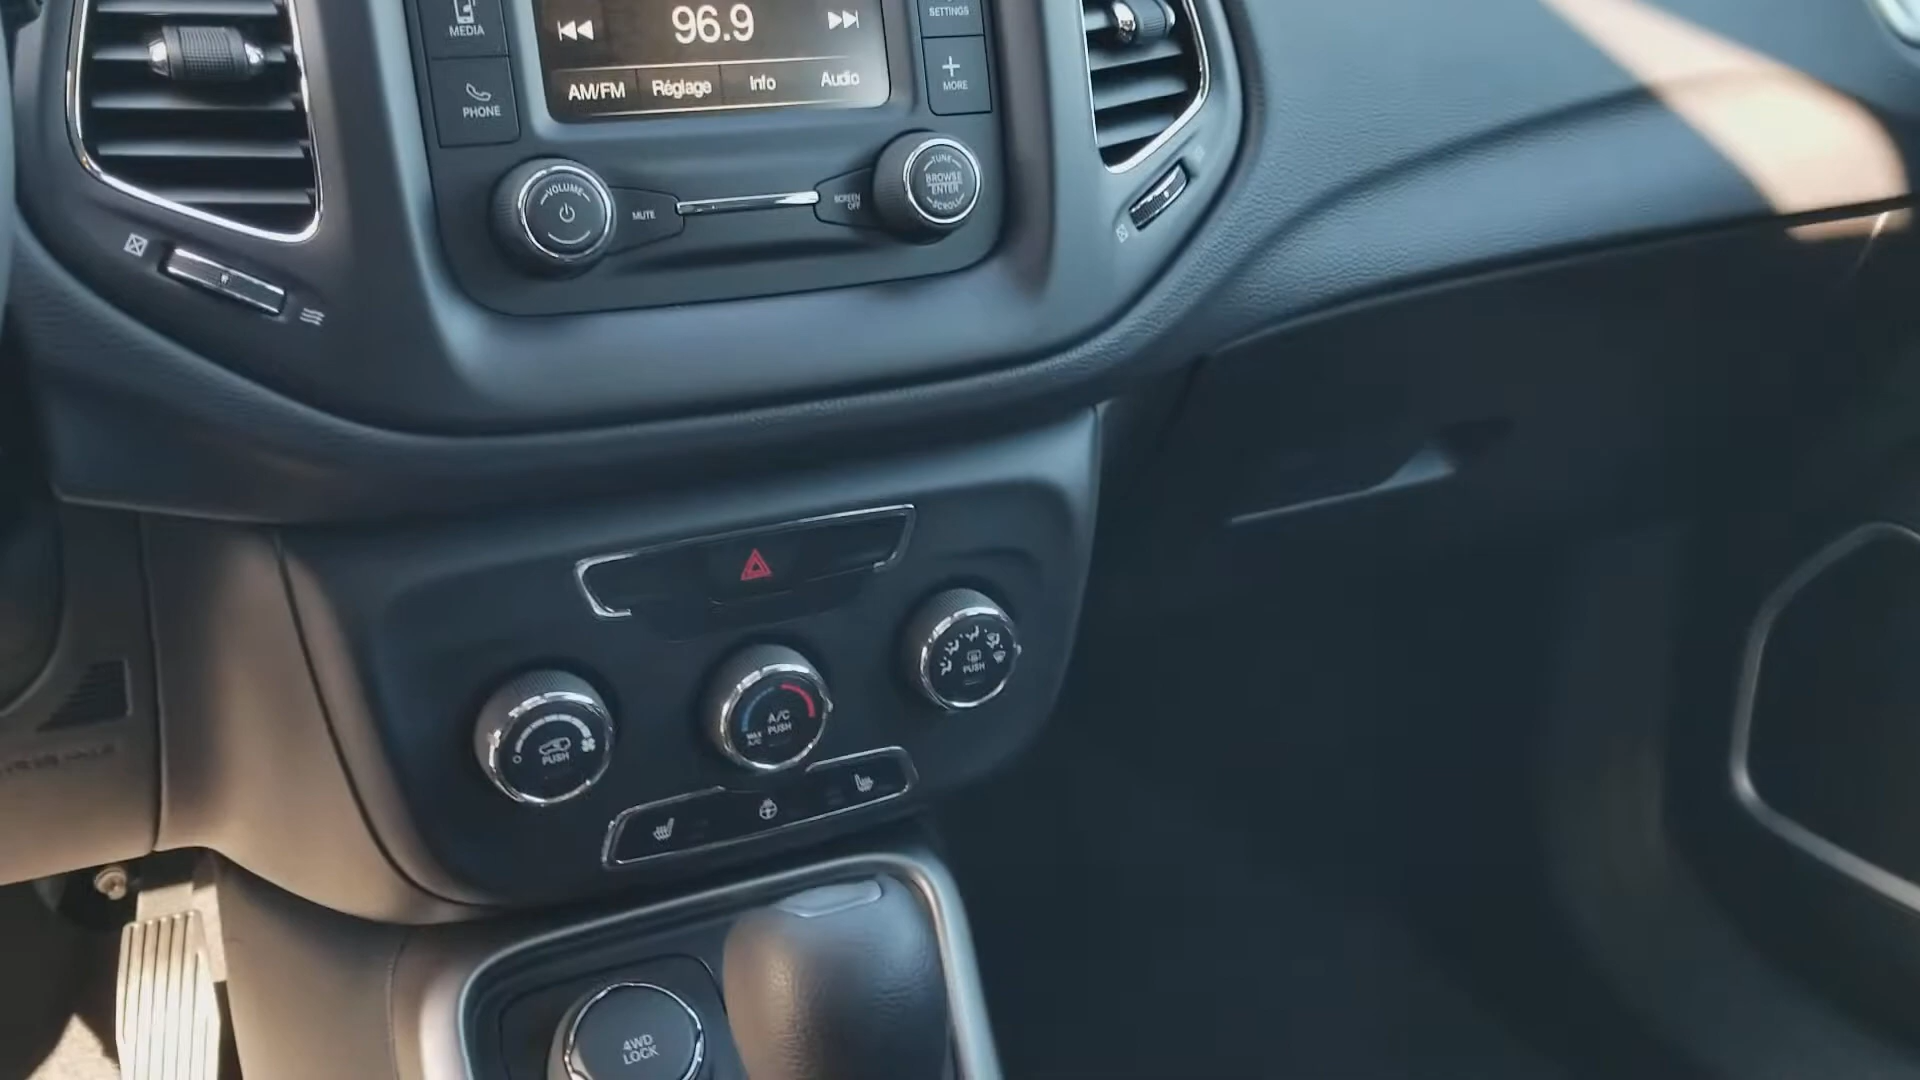 MEDIA
96.9
SETTINGS
AM/FM Réglage Info Audio
PHONE
+
MORE
VOLUME
MUTE
SCREEN
OFF
TUNE
BROWSE
ENTER
SCROLL
PUSH
A/C
PUSH
MAX
A/C
PUSH
4WD
LOCK